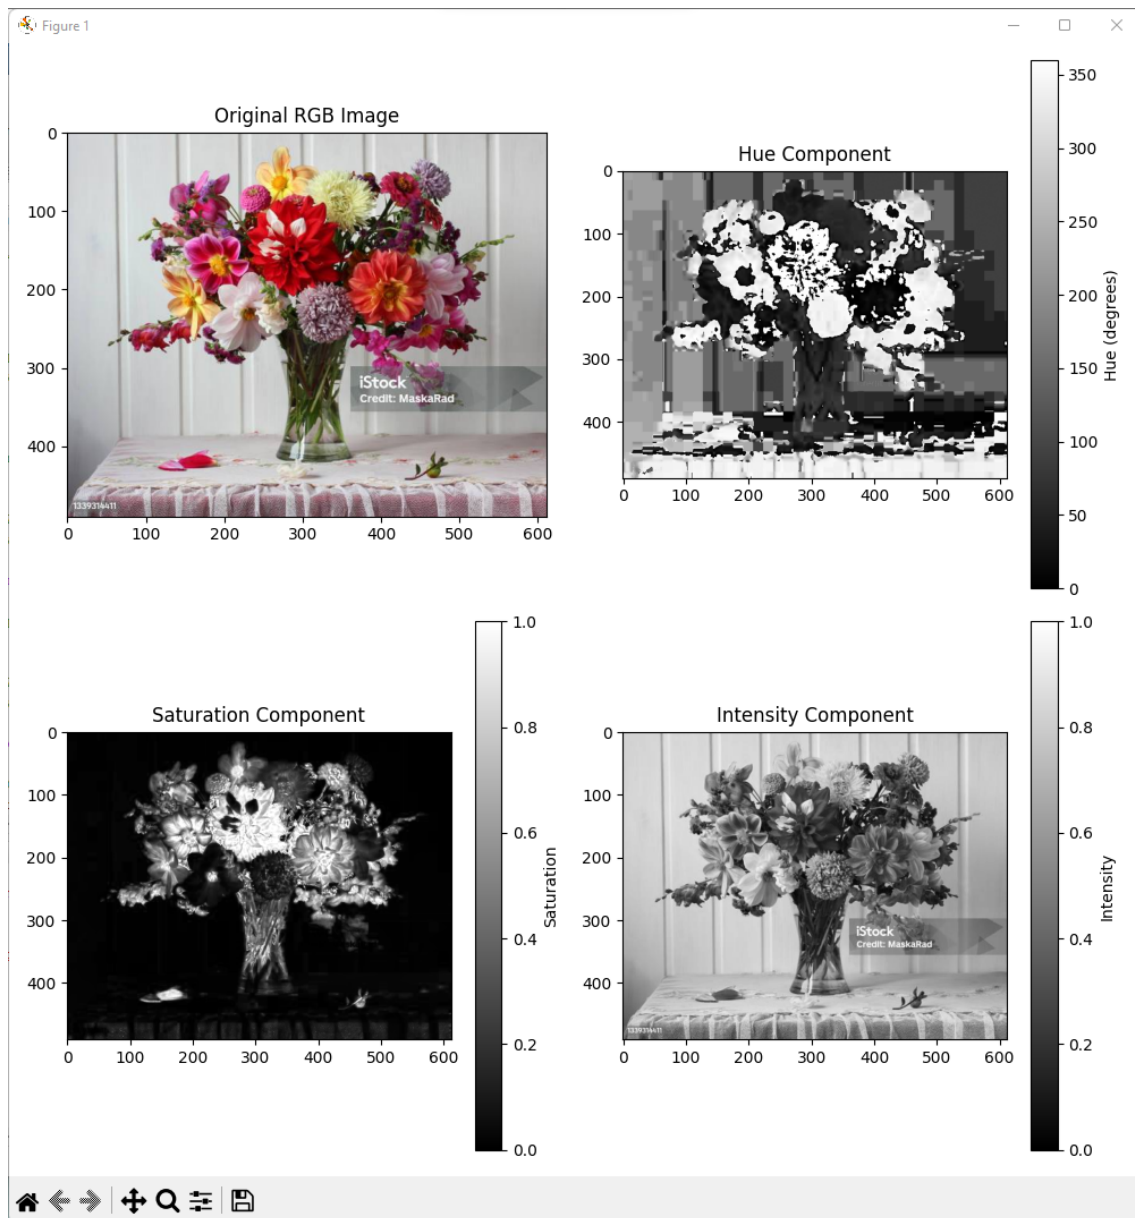 Figure 1
Original RGB Image
0
100
200
300
400
0 100 200 300 400 500 600
iStock
Credit: MaskaRad
1339314411
Hue Component
0
100
200
300
400
0 100 200 300 400 500 600
350
300
250
200
150
100
50
0
Hue (degrees)
Saturation Component
0
100
200
300
400
0 100 200 300 400 500 600
1.0
0.8
0.6
0.4
0.2
0.0
Saturation
Intensity Component
0
100
200
300
400
0 100 200 300 400 500 600
iStock
Credit: MaskaRad
1339314411
1.0
0.8
0.6
0.4
0.2
0.0
Intensity